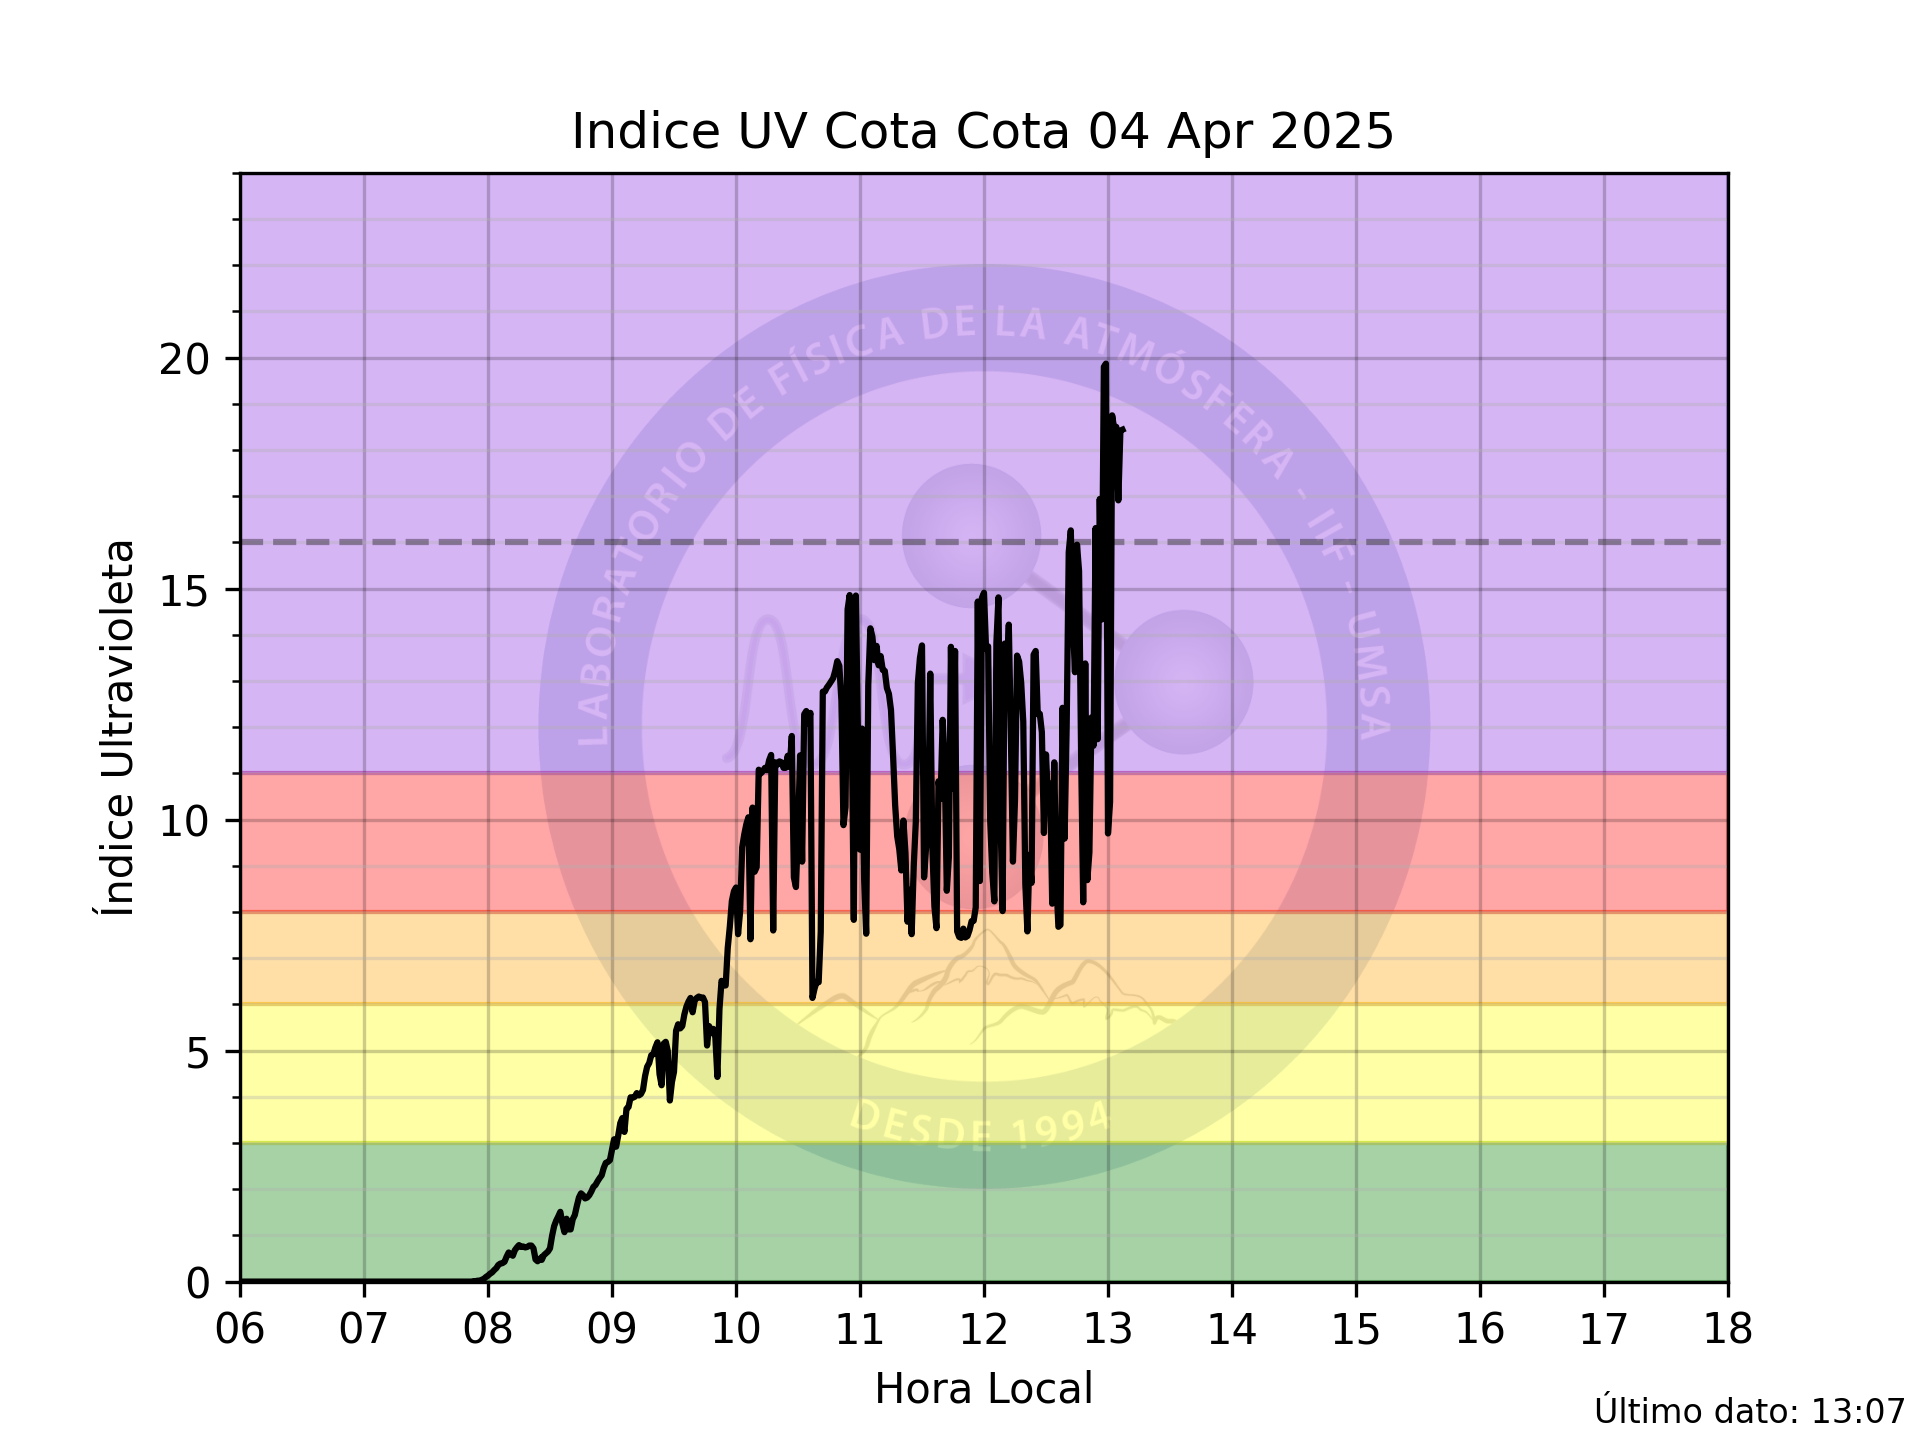 Indice UV Cota Cota 04 Apr 2025
LABORATORIO DE FÍSICA DE LA ATMÓSFERA - IIF - UMSA
DESDE 1994
Índice Ultravioleta
20
15
10
5
0
06 07 08 09 10 11 12 13 14 15 16 17 18
Hora Local
Último dato: 13:07